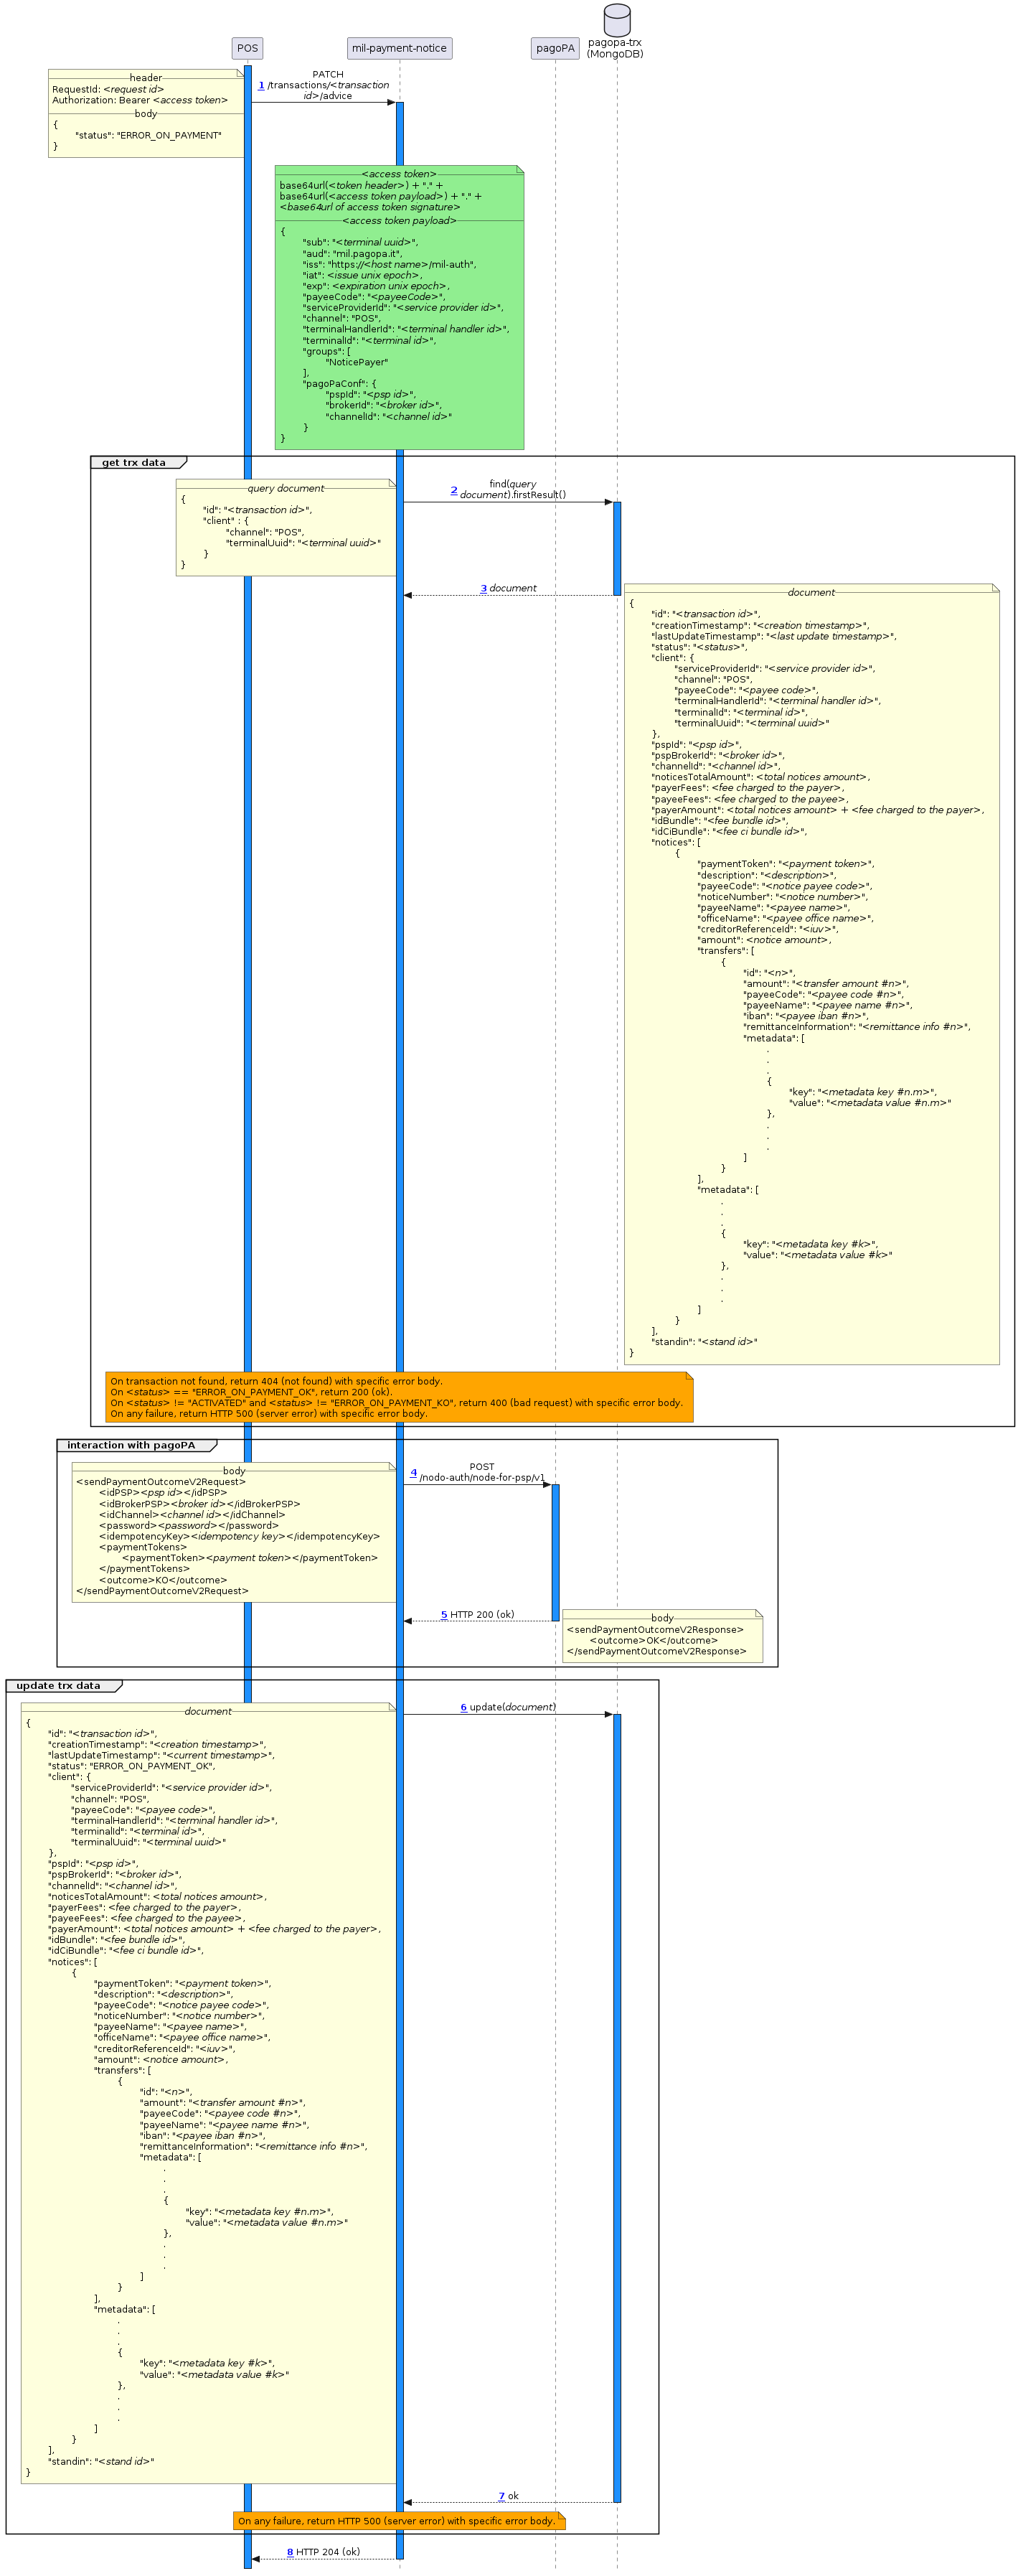 POS
mil-payment-notice
pagoPA
pagopa-trx
(MongoDB)
header
RequestId: <request id>
Authorization: Bearer <access token>
body
{
"status": "ERROR_ON_PAYMENT"
}
PATCH
1 /transactions/<transaction
id>/advice
<access token>
base64url(<token header>) + "." +
base64url(<access token payload>) + "." +
<base64url of access token signature>
<access token payload>
{
"sub": "<terminal uuid>",
"aud": "mil.pagopa.it",
"iss": "https://<host name>/mil-auth",
"iat": <issue unix epoch>,
"exp": <expiration unix epoch>,
"payeeCode": "<payeeCode>",
"serviceProviderId": "<service provider id>",
"channel": "POS",
"terminalHandlerId": "<terminal handler id>",
"terminalId": "<terminal id>",
"groups": [
"NoticePayer"
],
"pagoPaConf": {
"pspId": "<psp id>",
"brokerId": "<broker id>",
"channelId": "<channel id>"
}
}
get trx data
query document
{
"id": "<transaction id>",
"client" : {
"channel": "POS",
"terminalUuid": "<terminal uuid>"
}
}
find(query
2 document).firstResult()
3 document
document
{
"id": "<transaction id>",
"creationTimestamp": "<creation timestamp>",
"lastUpdateTimestamp": "<last update timestamp>",
"status": "<status>",
"client": {
"serviceProviderId": "<service provider id>",
"channel": "POS",
"payeeCode": "<payee code>",
"terminalHandlerId": "<terminal handler id>",
"terminalId": "<terminal id>",
"terminalUuid": "<terminal uuid>"
},
"pspId": "<psp id>",
"pspBrokerId": "<broker id>",
"channelId": "<channel id>",
"noticesTotalAmount": <total notices amount>,
"payerFees": <fee charged to the payer>,
"payeeFees": <fee charged to the payee>,
"payerAmount": <total notices amount> + <fee charged to the payer>,
"idBundle": "<fee bundle id>",
"idCiBundle": "<fee ci bundle id>",
"notices": [
{
"paymentToken": "<payment token>",
"description": "<description>",
"payeeCode": "<notice payee code>",
"noticeNumber": "<notice number>",
"payeeName": "<payee name>",
"officeName": "<payee office name>",
"creditorReferenceId": "<iuv>",
"amount": <notice amount>,
"transfers": [
{
"id": "<n>",
"amount": "<transfer amount #n>",
"payeeCode": "<payee code #n>",
"payeeName": "<payee name #n>",
"iban": "<payee iban #n>",
"remittanceInformation": "<remittance info #n>",
"metadata": [
.
.
.
{
"key": "<metadata key #n.m>",
"value": "<metadata value #n.m>"
},
.
.
.
]
}
],
"metadata": [
.
.
.
{
"key": "<metadata key #k>",
"value": "<metadata value #k>"
},
.
.
.
]
}
],
"standin": "<stand id>"
}
On transaction not found, return 404 (not found) with specific error body.
On <status> == "ERROR_ON_PAYMENT_OK", return 200 (ok).
On <status> != "ACTIVATED" and <status> != "ERROR_ON_PAYMENT_KO", return 400 (bad request) with specific error body.
On any failure, return HTTP 500 (server error) with specific error body.
interaction with pagoPA
body
<sendPaymentOutcomeV2Request>
<idPSP><psp id></idPSP>
<idBrokerPSP><broker id></idBrokerPSP>
<idChannel><channel id></idChannel>
<password><password></password>
<idempotencyKey><idempotency key></idempotencyKey>
<paymentTokens>
<paymentToken><payment token></paymentToken>
</paymentTokens>
<outcome>KO</outcome>
</sendPaymentOutcomeV2Request>
POST
4 /nodo-auth/node-for-psp/v1
5 HTTP 200 (ok)
body
<sendPaymentOutcomeV2Response>
<outcome>OK</outcome>
</sendPaymentOutcomeV2Response>
update trx data
document
{
"id": "<transaction id>",
"creationTimestamp": "<creation timestamp>",
"lastUpdateTimestamp": "<current timestamp>",
"status": "ERROR_ON_PAYMENT_OK",
"client": {
"serviceProviderId": "<service provider id>",
"channel": "POS",
"payeeCode": "<payee code>",
"terminalHandlerId": "<terminal handler id>",
"terminalId": "<terminal id>",
"terminalUuid": "<terminal uuid>"
},
"pspId": "<psp id>",
"pspBrokerId": "<broker id>",
"channelId": "<channel id>",
"noticesTotalAmount": <total notices amount>,
"payerFees": <fee charged to the payer>,
"payeeFees": <fee charged to the payee>,
"payerAmount": <total notices amount> + <fee charged to the payer>,
"idBundle": "<fee bundle id>",
"idCiBundle": "<fee ci bundle id>",
"notices": [
{
"paymentToken": "<payment token>",
"description": "<description>",
"payeeCode": "<notice payee code>",
"noticeNumber": "<notice number>",
"payeeName": "<payee name>",
"officeName": "<payee office name>",
"creditorReferenceId": "<iuv>",
"amount": <notice amount>,
"transfers": [
{
"id": "<n>",
"amount": "<transfer amount #n>",
"payeeCode": "<payee code #n>",
"payeeName": "<payee name #n>",
"iban": "<payee iban #n>",
"remittanceInformation": "<remittance info #n>",
"metadata": [
.
.
.
{
"key": "<metadata key #n.m>",
"value": "<metadata value #n.m>"
},
.
.
.
]
}
],
"metadata": [
.
.
.
{
"key": "<metadata key #k>",
"value": "<metadata value #k>"
},
.
.
.
]
}
],
"standin": "<stand id>"
}
6 update(document)
7 ok
On any failure, return HTTP 500 (server error) with specific error body.
8 HTTP 204 (ok)